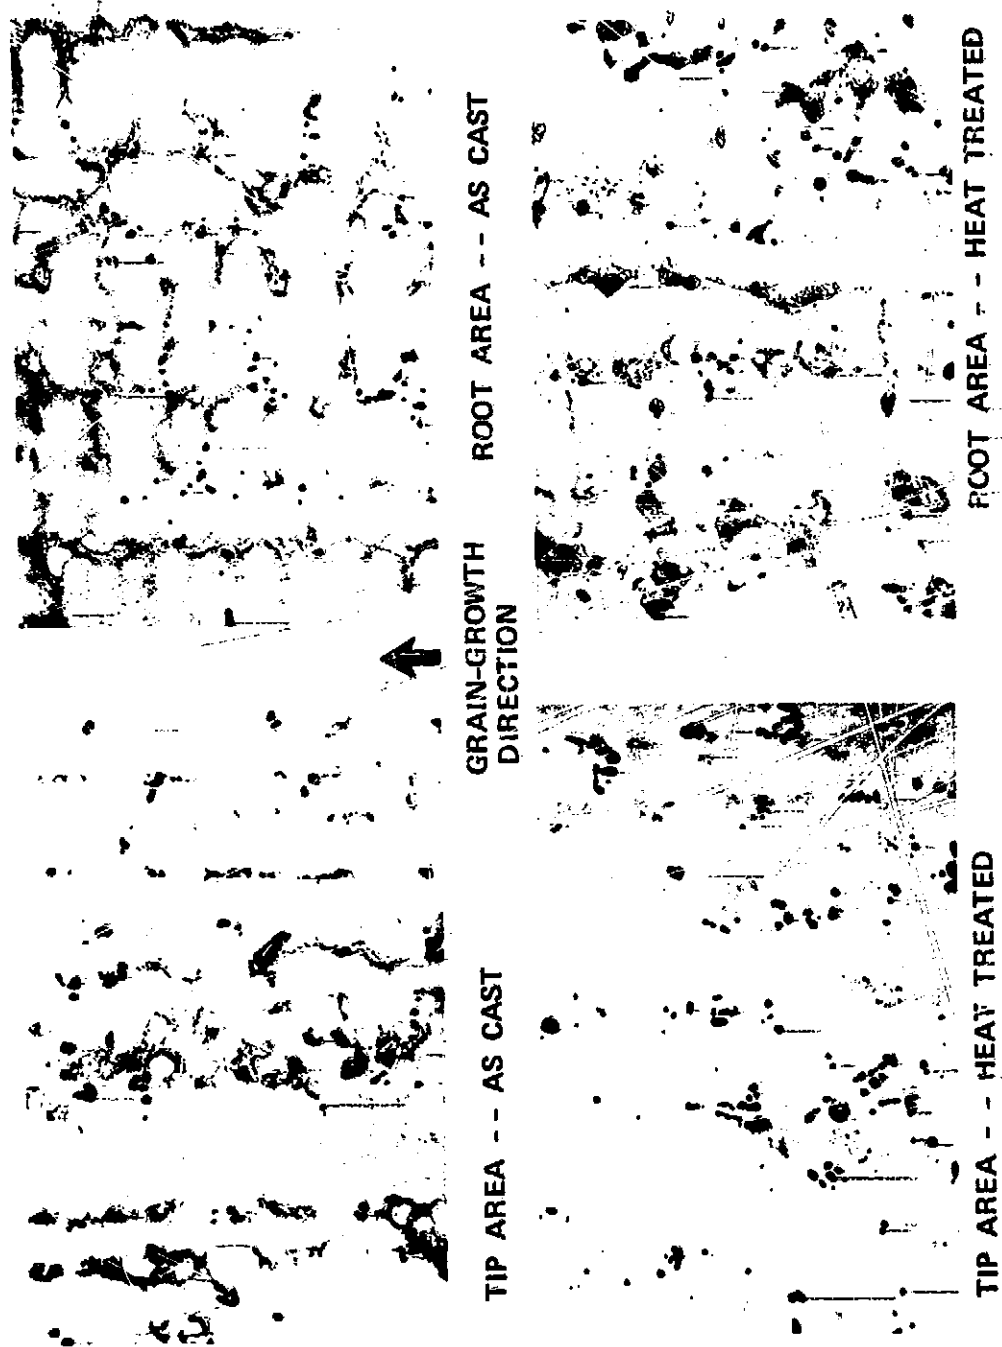 TIP AREA -- AS CAST
GRAIN-GROWTH
DIRECTION
ROOT AREA -- AS CAST
TIP AREA -- HEAT TREATED
ROOT AREA -- HEAT TREATED